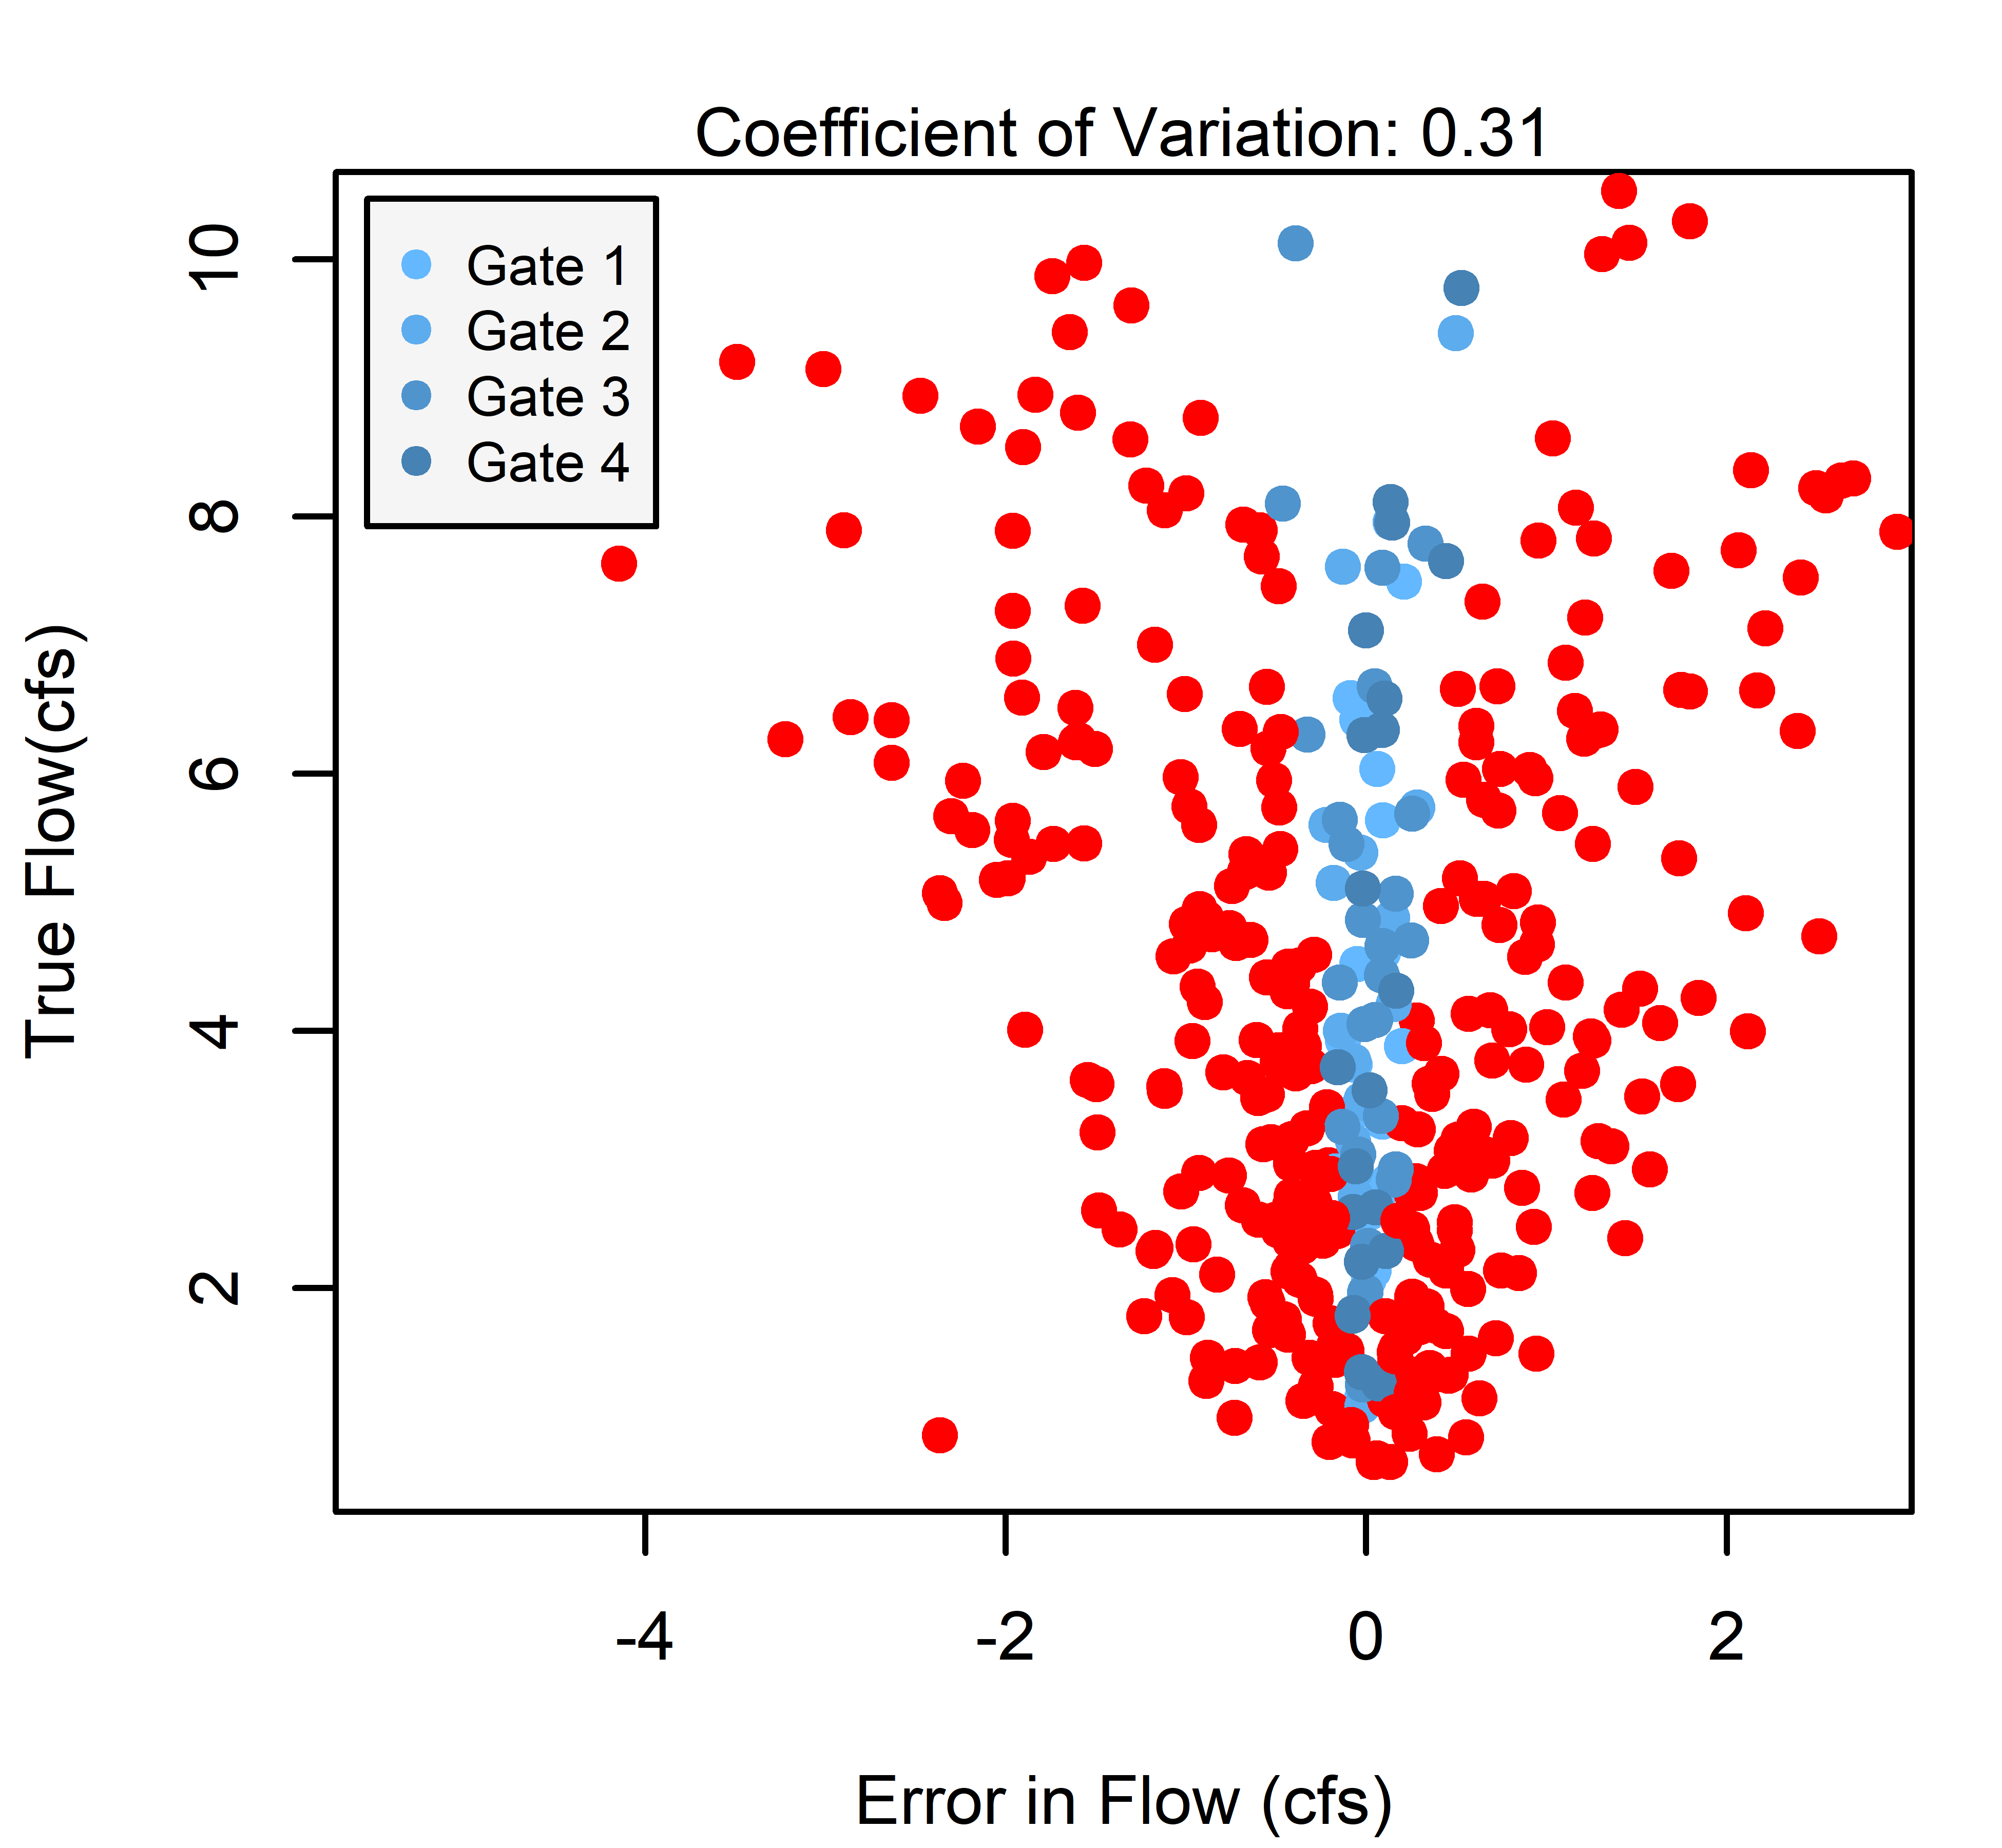 Coefficient of Variation: 0.31
Gate 1
Gate 2
Gate 3
Gate 4
True Flow(cfs)
10
8
6
4
2
-4 -2 0 2
Error in Flow (cfs)